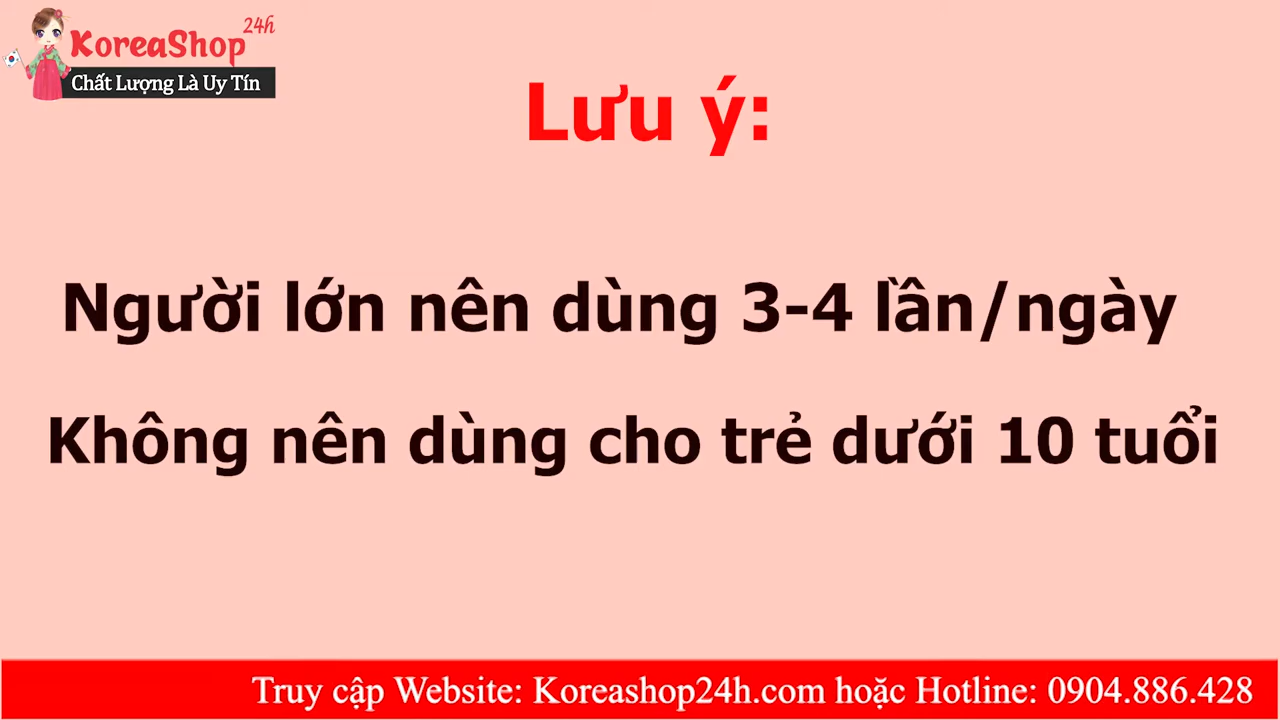 KoreaShop 24h
Chất Lượng Là Uy Tín
Lưu ý:
Người lớn nên dùng 3-4 lần/ngày
Không nên dùng cho trẻ dưới 10 tuổi
Truy cập Website: Koreashop24h.com hoặc Hotline: 0904.886.428